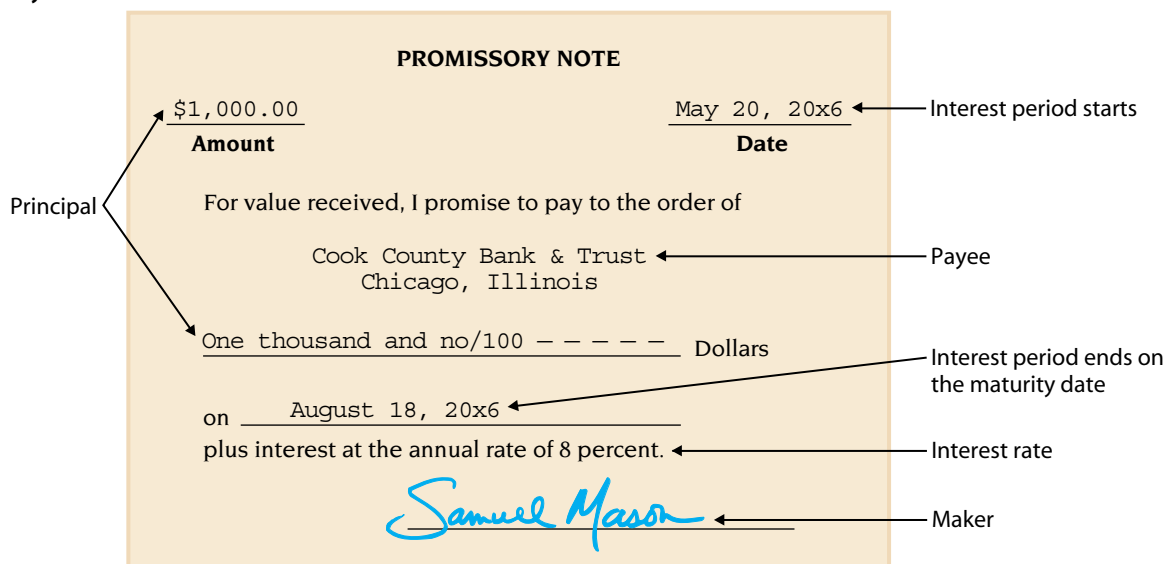 PROMISSORY NOTE
$1,000.00 May 20, 20x6 Interest period starts
Amount Date
Principal For value received, I promise to pay to the order of
Cook County Bank & Trust Payee
Chicago, Illinois
One thousand and no/100 — — — — — Dollars
Interest period ends on
the maturity date
on August 18, 20x6
plus interest at the annual rate of 8 percent. Interest rate
Samuel Mason Maker